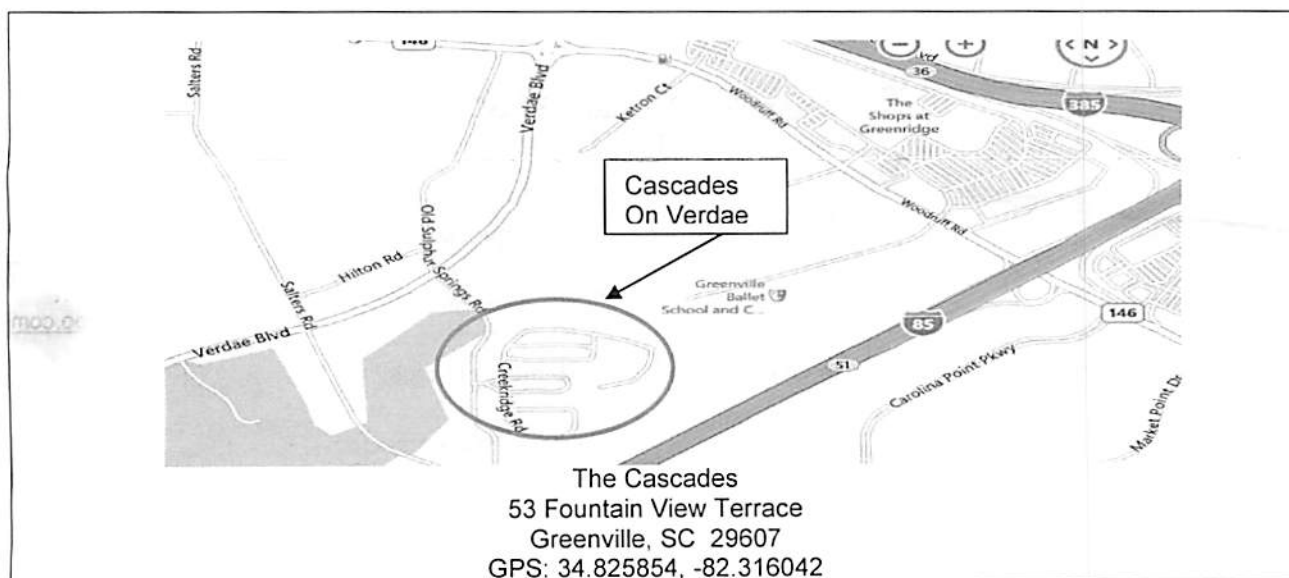 146
36
385
Salters Rd
Verdae Blvd
Ketron Ct
Woodruff Rd
The
Shops at
Greenridge
Cascades
On Verdae
Woodruff Rd
Old Sulphur Springs Rd
Hilton Rd
Salters Rd
Greenville
Ballet
School and C...
85
146
Verdae Blvd
51
Creekridge Rd
Carolina Point Pkwy
Market Point Dr
N
The Cascades
53 Fountain View Terrace
Greenville, SC 29607
GPS: 34.825854, -82.316042